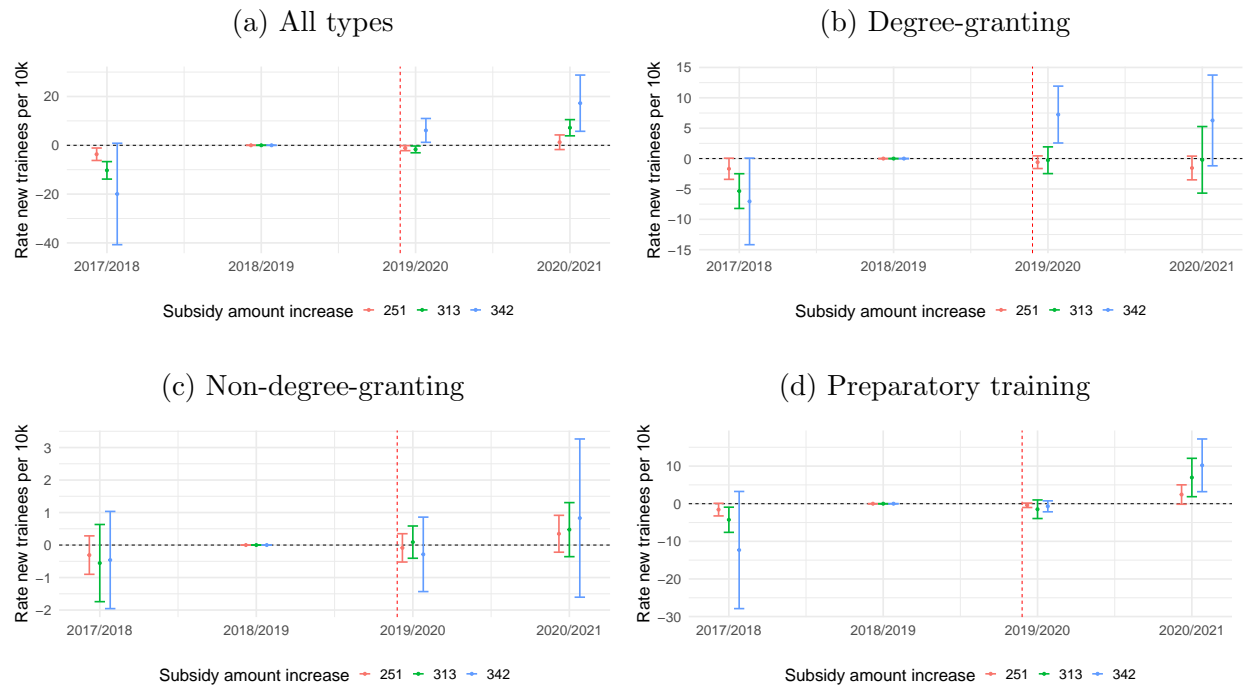 (a) All types
Rate new trainees per 10k
20
0
−20
−40
2017/2018 2018/2019 2019/2020 2020/2021
Subsidy amount increase 251 313 342
(b) Degree-granting
Rate new trainees per 10k
15
10
5
0
−5
−10
−15
2017/2018 2018/2019 2019/2020 2020/2021
Subsidy amount increase 251 313 342
(c) Non-degree-granting
Rate new trainees per 10k
3
2
1
0
−1
−2
2017/2018 2018/2019 2019/2020 2020/2021
Subsidy amount increase 251 313 342
(d) Preparatory training
Rate new trainees per 10k
10
0
−10
−20
−30
2017/2018 2018/2019 2019/2020 2020/2021
Subsidy amount increase 251 313 342